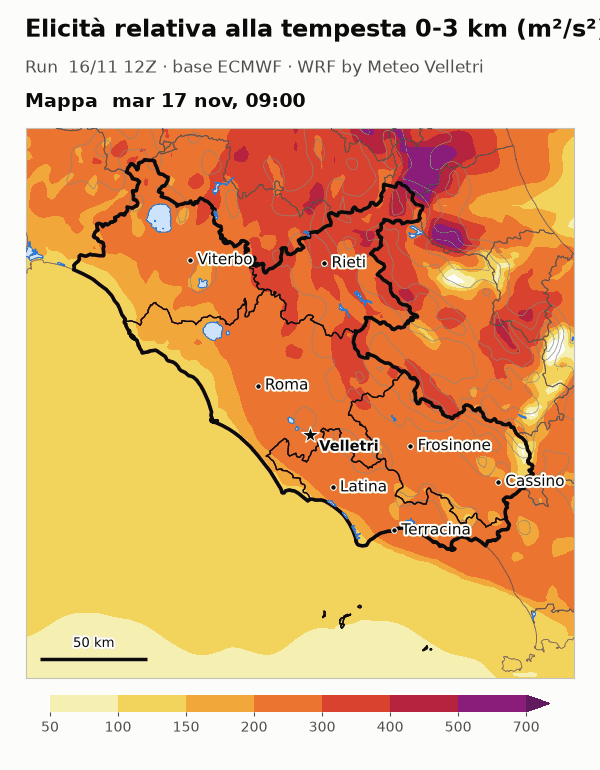 Elicità relativa alla tempesta 0-3 km (m²/s²)
Run 16/11 12Z · base ECMWF · WRF by Meteo Velletri
Mappa mar 17 nov, 09:00
Viterbo
Rieti
Roma
Velletri
Frosinone
Latina
Cassino
Terracina
50 km
50 100 150 200 300 400 500 700